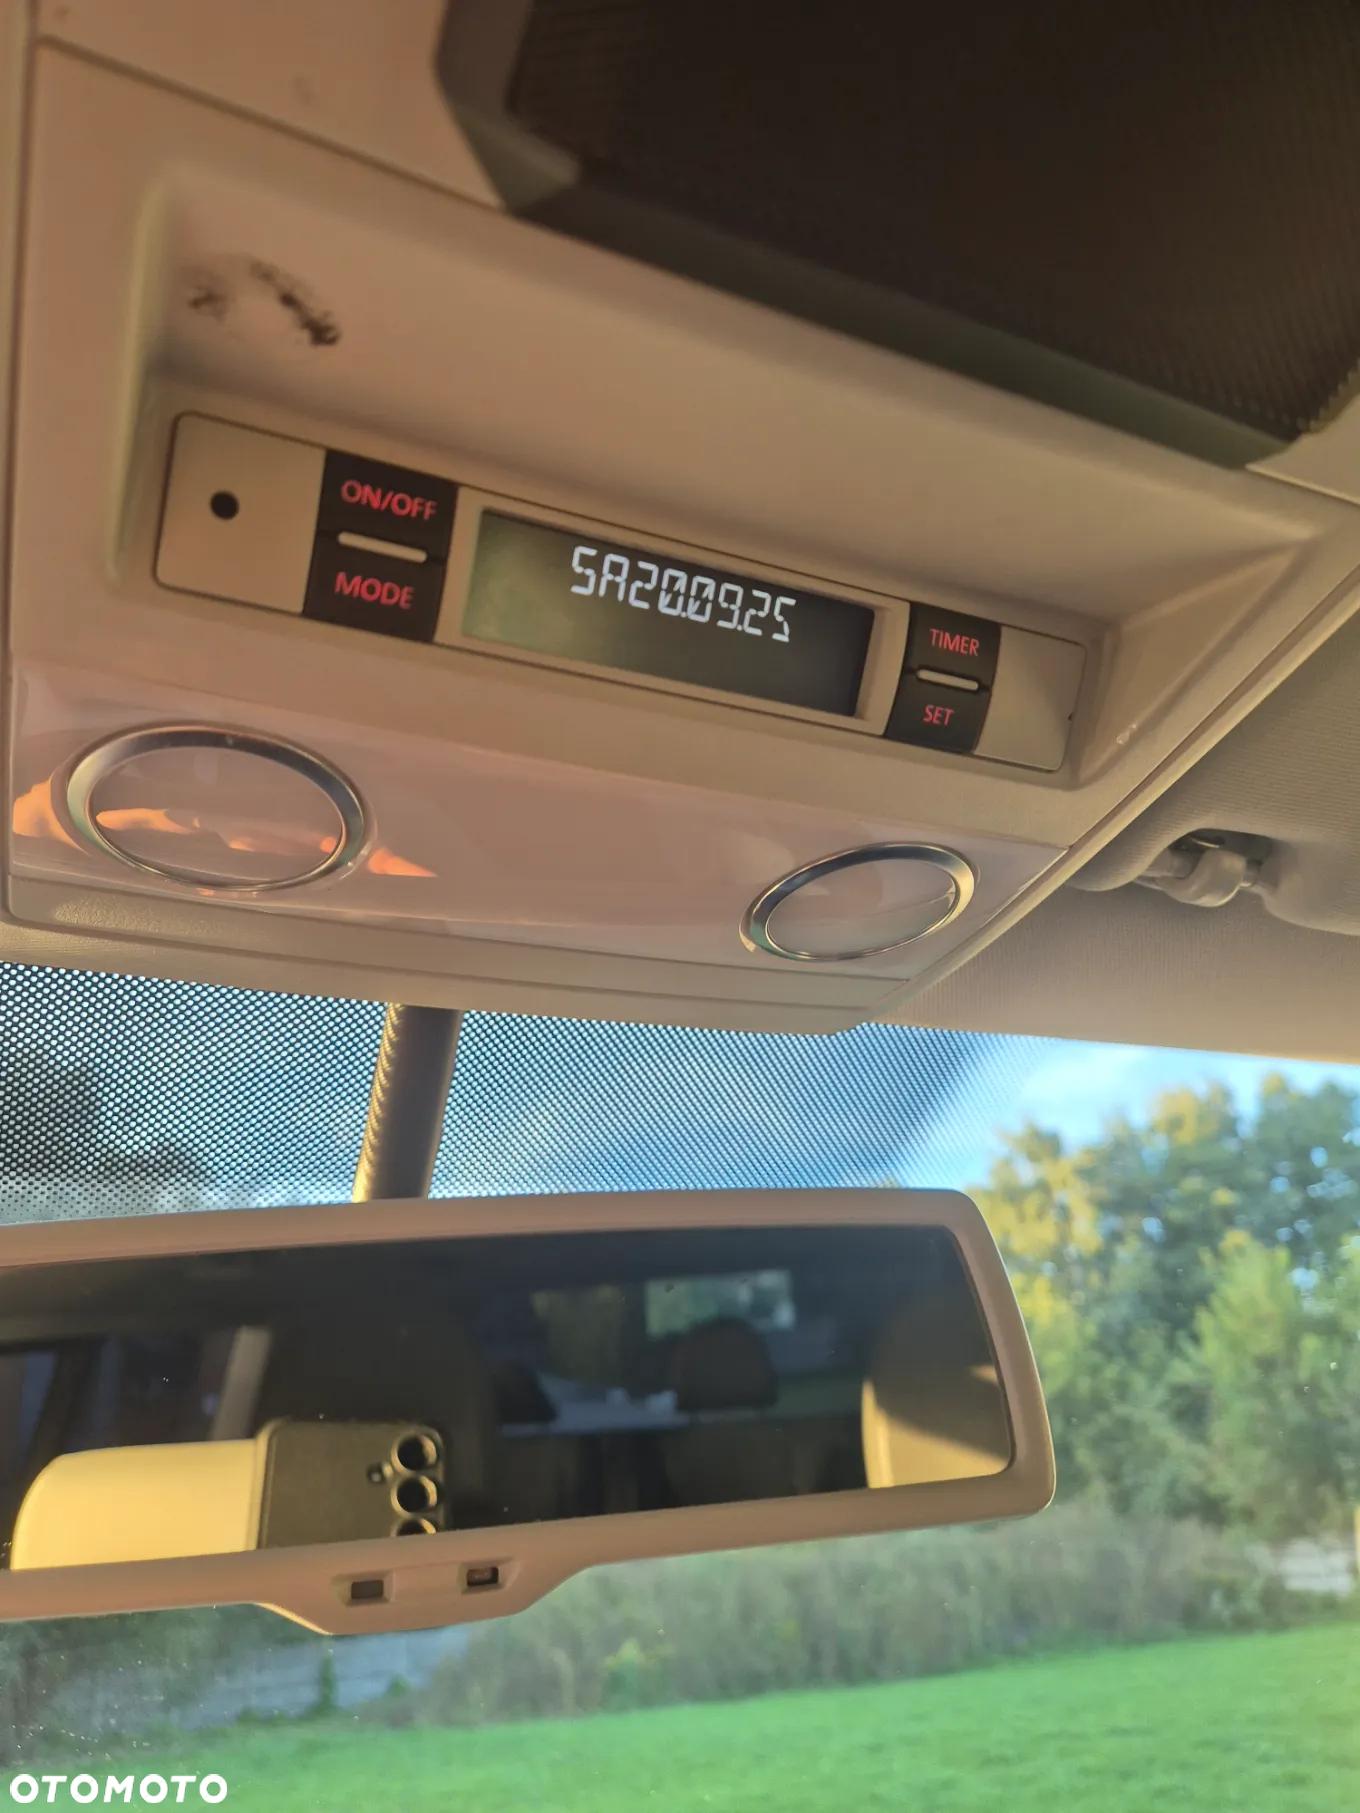 ON/OFF
MODE
SA20.09.25
TIMER
SET
OTOMOTO